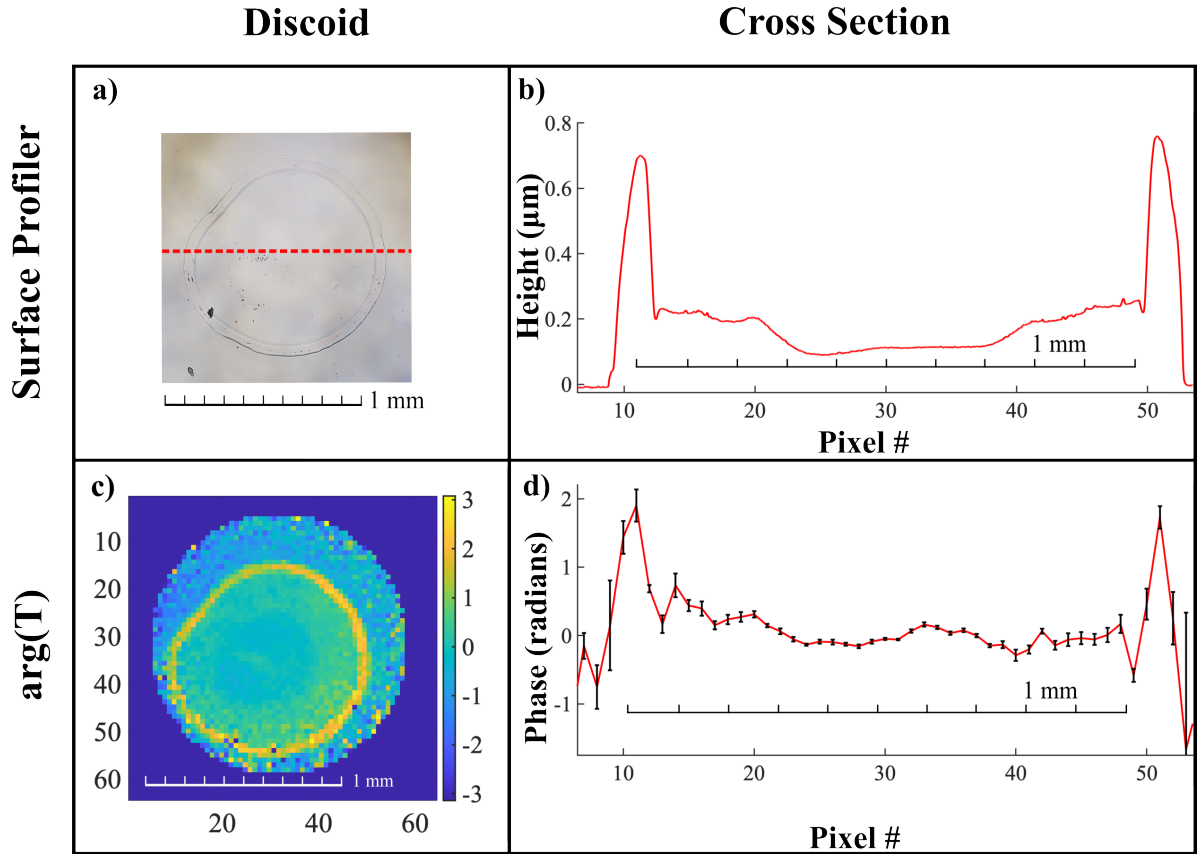 Discoid
Cross Section
Surface Profiler
a)
1 mm
b)
Height (μm)
0.8
0.6
0.4
0.2
0
1 mm
10
20
30
40
50
Pixel #
arg(T)
c)
10
20
30
40
50
60
1 mm
20
40
60
3
2
1
0
-1
-2
-3
d)
Phase (radians)
2
1
0
-1
1 mm
10
20
30
40
50
Pixel #